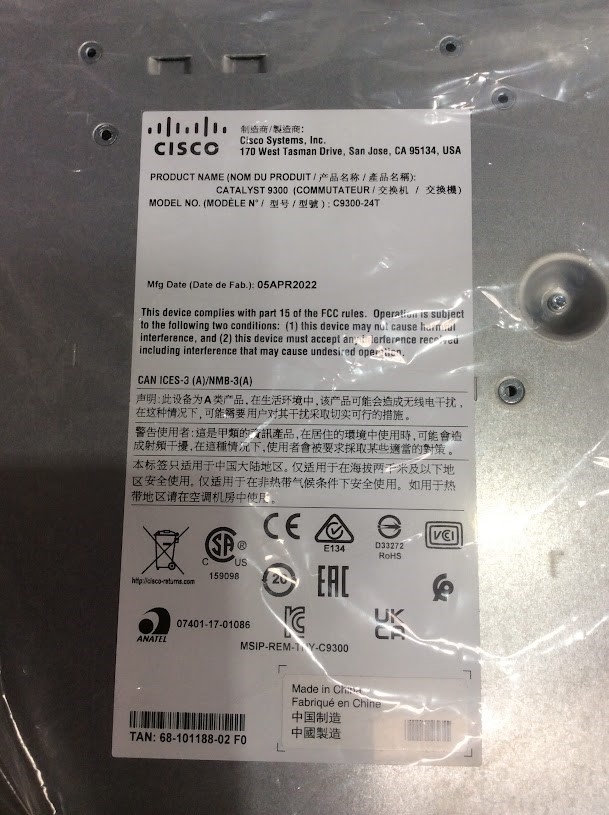 CISCO
制造商/製造商:
Cisco Systems, Inc.
170 West Tasman Drive, San Jose, CA 95134, USA
PRODUCT NAME (NOM DU PRODUIT / 产品名称 / 產品名稱):
CATALYST 9300 (COMMUTATEUR / 交换机 / 交換機)
MODEL NO. (MODÈLE N° / 型号 / 型號) : C9300-24T
Mfg Date (Date de Fab.): 05APR2022
This device complies with part 15 of the FCC rules. Operation is subject
to the following two conditions: (1) this device may not cause harmful
interference, and (2) this device must accept any interference received
including interference that may cause undesired operation.
CAN ICES-3 (A)/NMB-3(A)
声明: 此设备为A类产品, 在生活环境中, 该产品可能会造成无线电干扰,
在这种情况下, 可能需要用户对其干扰采取切实可行的措施。
警告使用者: 這是甲類的資訊產品, 在居住的環境中使用時, 可能會造
成射頻干擾, 在這種情況下, 使用者會被要求採取某些適當的對策。
本标签只适用于中国大陆地区。仅适用于在海拔两千米及以下地
区安全使用。仅适用于在非热带气候条件下安全使用。如用于热
带地区请在空调机房中使用。
http://cisco-returns.com
SA
®
C US
159098
CE
E134
D33272
RoHS
VCI
20
EAC
ANATEL
07401-17-01086
UK
CA
MSIP-REM-THY-C9300
Made in China
Fabriqué en Chine
中国制造
中國製造
TAN: 68-101188-02 F0